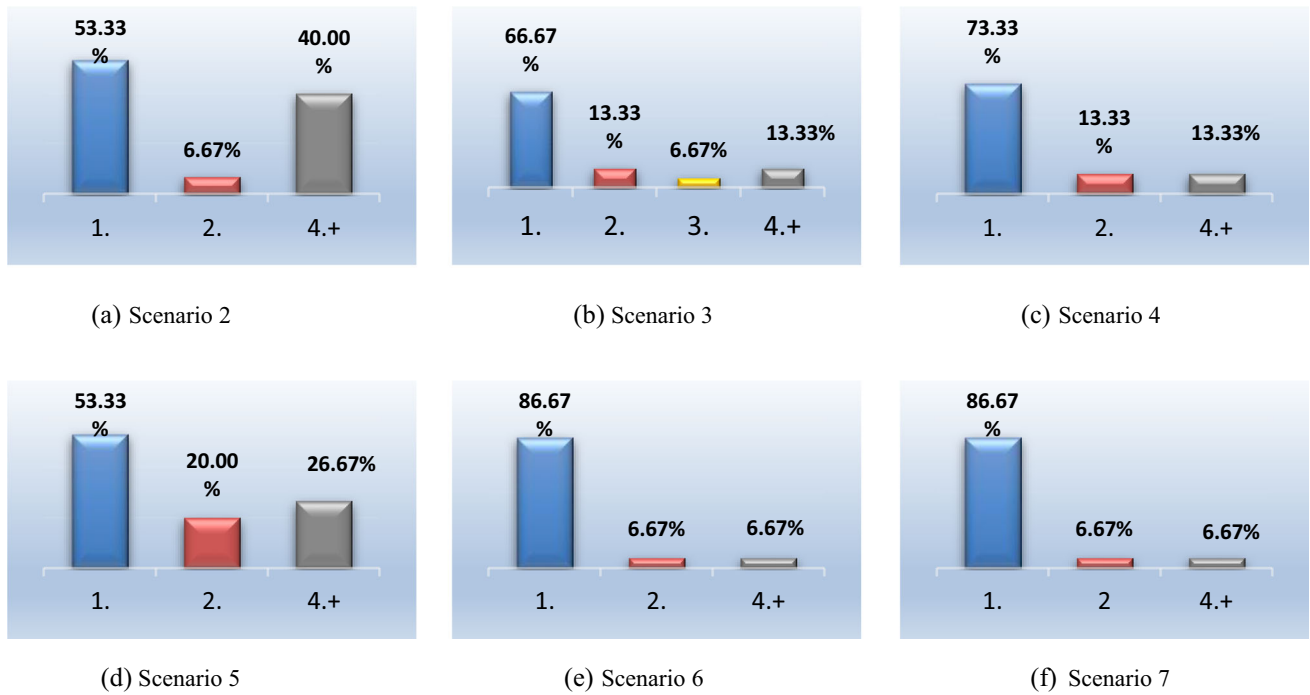 53.33
%
6.67%
40.00
%
1. 2. 4.+
(a) Scenario 2
66.67
%
13.33
%
6.67%
13.33%
1. 2. 3. 4.+
(b) Scenario 3
73.33
%
13.33
%
13.33%
1. 2. 4.+
(c) Scenario 4
53.33
%
20.00
%
26.67%
1. 2. 4.+
(d) Scenario 5
86.67
%
6.67%
6.67%
1. 2. 4.+
(e) Scenario 6
86.67
%
6.67%
6.67%
1. 2 4.+
(f) Scenario 7